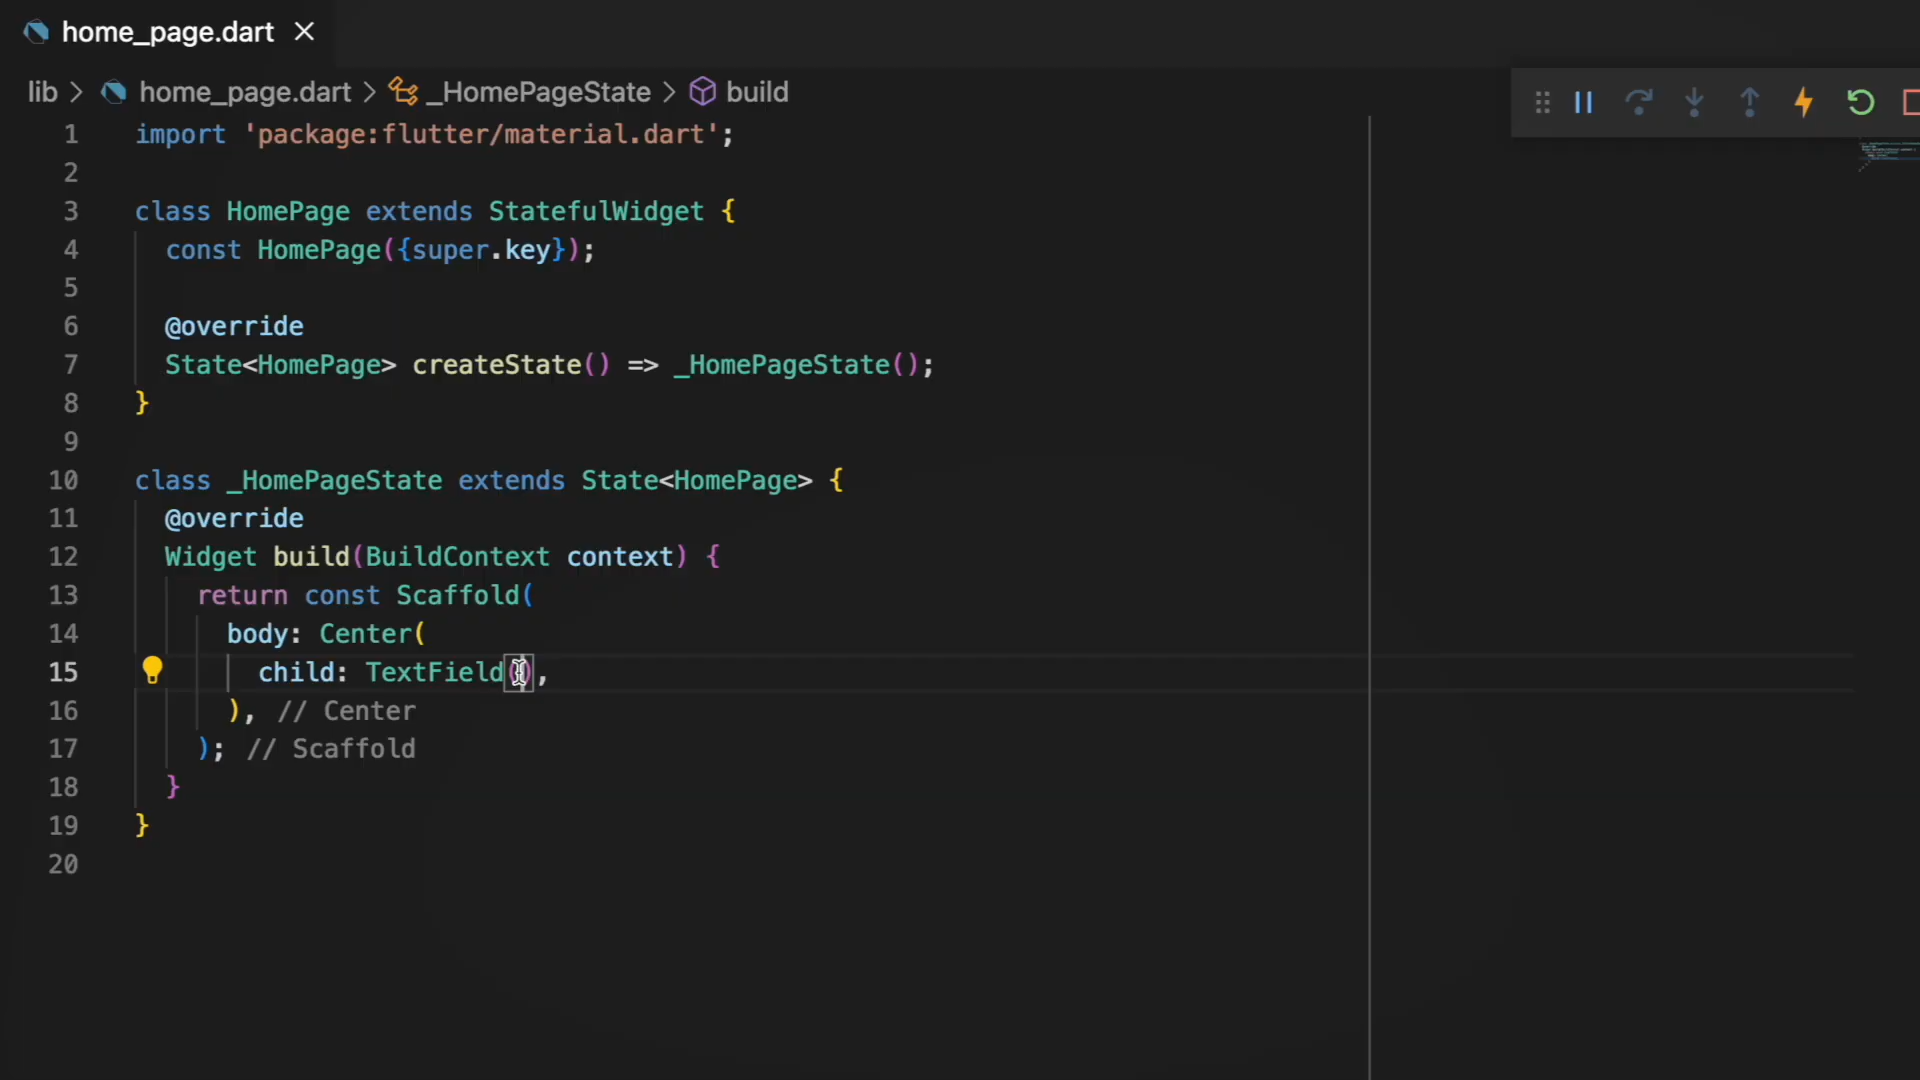 home_page.dart
lib > home_page.dart > _HomePageState > build
1 import 'package:flutter/material.dart';
2
3 class HomePage extends StatefulWidget {
4 const HomePage({super.key});
5
6 @override
7 State<HomePage> createState() => _HomePageState();
8 }
9
10 class _HomePageState extends State<HomePage> {
11 @override
12 Widget build(BuildContext context) {
13 return const Scaffold(
14 body: Center(
15 child: TextField(),
16 ), // Center
17 ); // Scaffold
18 }
19 }
20